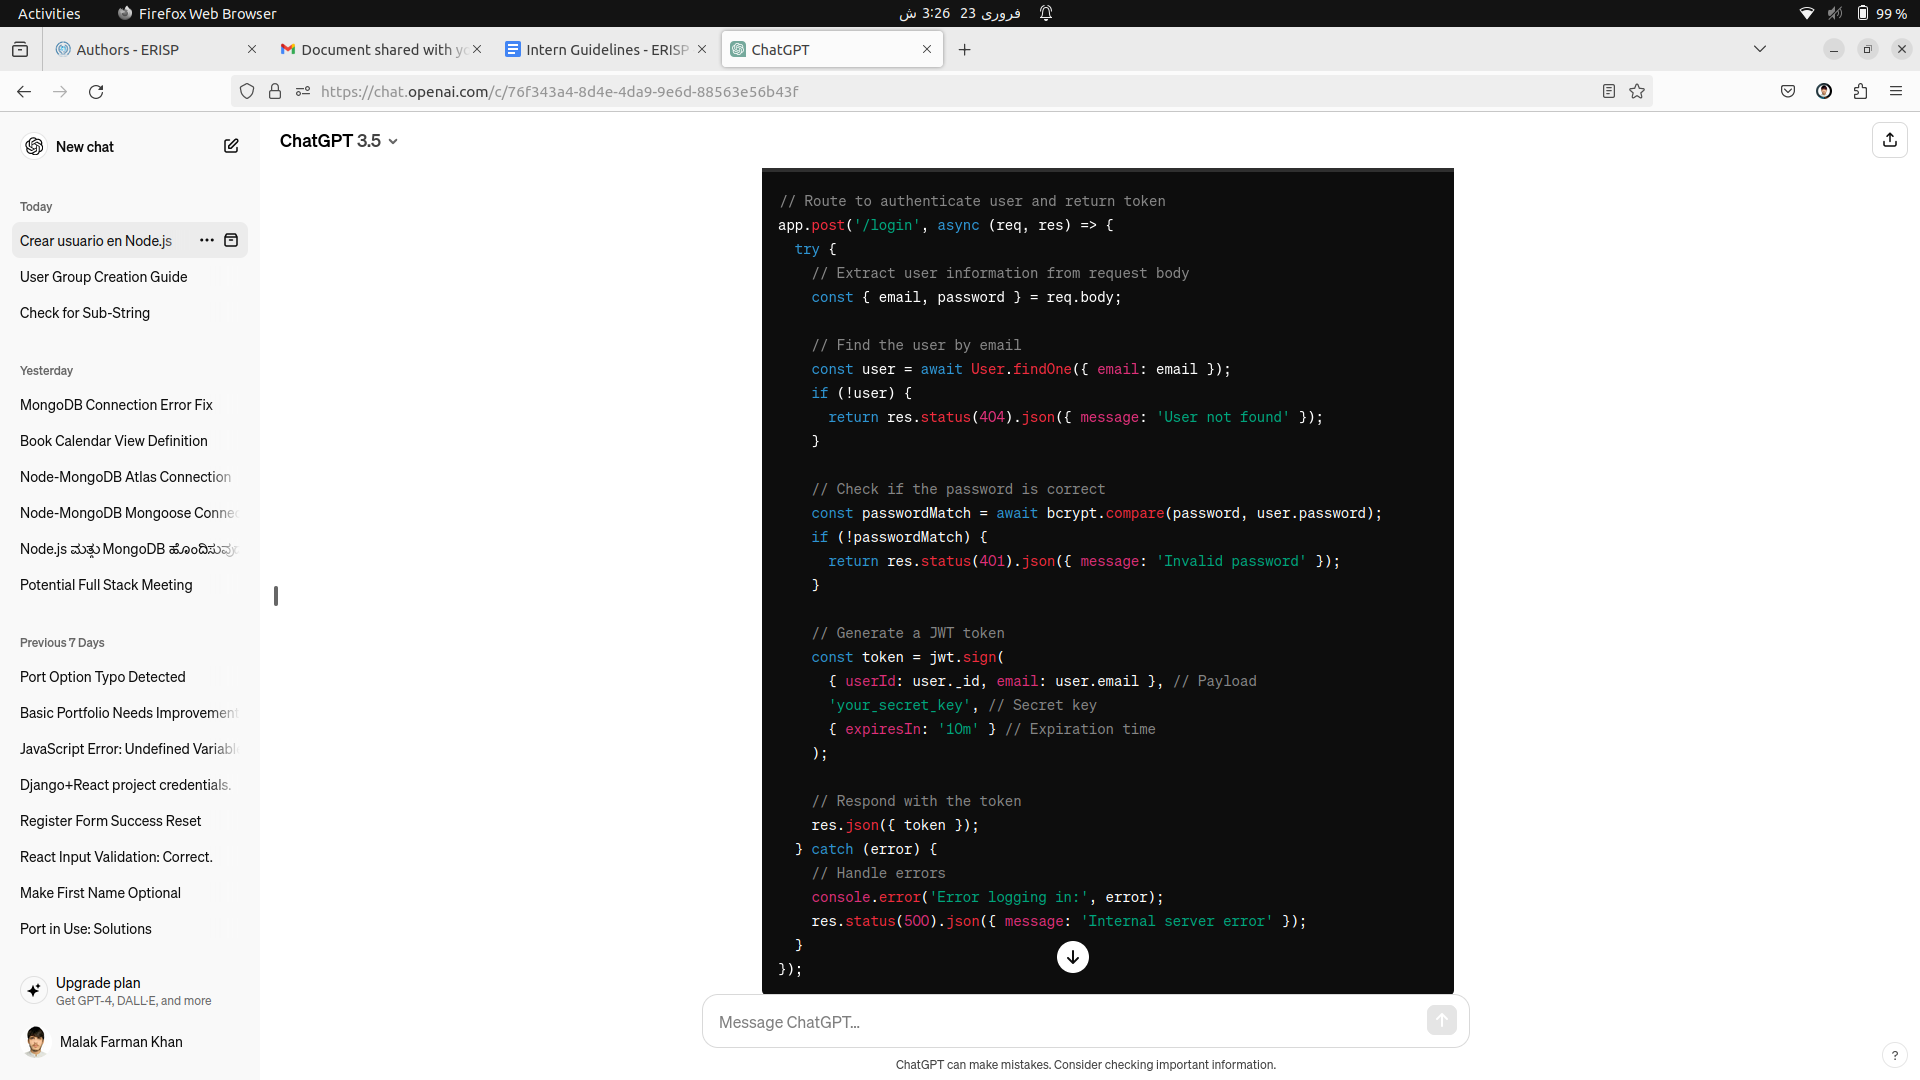 Activities
Firefox Web Browser
فروری 23  3:26 ش
99 %
Authors - ERISP
Document shared with yo
Intern Guidelines - ERISP
ChatGPT
https://chat.openai.com/c/76f343a4-8d4e-4da9-9e6d-88563e56b43f
New chat
Today
Crear usuario en Node.js
User Group Creation Guide
Check for Sub-String
Yesterday
MongoDB Connection Error Fix
Book Calendar View Definition
Node-MongoDB Atlas Connection
Node-MongoDB Mongoose Connec
Node.js ಮತ್ತು MongoDB ಹೊಂದಿಸುವು
Potential Full Stack Meeting
Previous 7 Days
Port Option Typo Detected
Basic Portfolio Needs Improvement
JavaScript Error: Undefined Variable
Django+React project credentials.
Register Form Success Reset
React Input Validation: Correct.
Make First Name Optional
Port in Use: Solutions
Upgrade plan
Get GPT-4, DALL·E, and more
Malak Farman Khan
ChatGPT 3.5
// Route to authenticate user and return token
app.post('/login', async (req, res) => {
  try {
    // Extract user information from request body
    const { email, password } = req.body;
    // Find the user by email
    const user = await User.findOne({ email: email });
    if (!user) {
      return res.status(404).json({ message: 'User not found' });
    }
    // Check if the password is correct
    const passwordMatch = await bcrypt.compare(password, user.password);
    if (!passwordMatch) {
      return res.status(401).json({ message: 'Invalid password' });
    }
    // Generate a JWT token
    const token = jwt.sign(
      { userId: user._id, email: user.email }, // Payload
      'your_secret_key', // Secret key
      { expiresIn: '10m' } // Expiration time
    );
    // Respond with the token
    res.json({ token });
  } catch (error) {
    // Handle errors
    console.error('Error logging in:', error);
    res.status(500).json({ message: 'Internal server error' });
  }
});
Message ChatGPT...
ChatGPT can make mistakes. Consider checking important information.
?